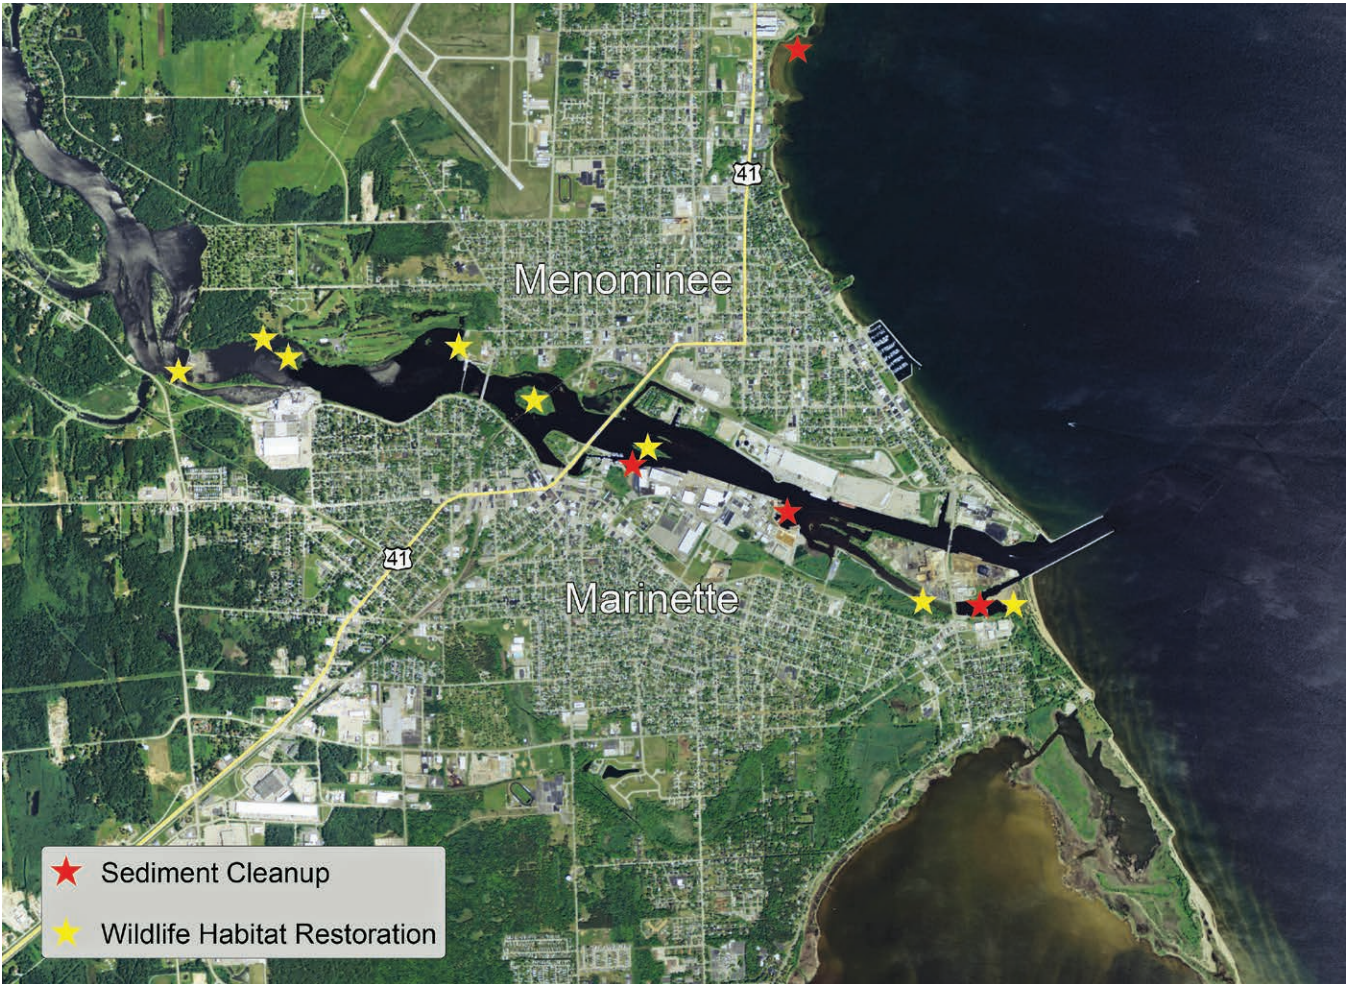 41
Menominee
41
Marinette
Sediment Cleanup
Wildlife Habitat Restoration